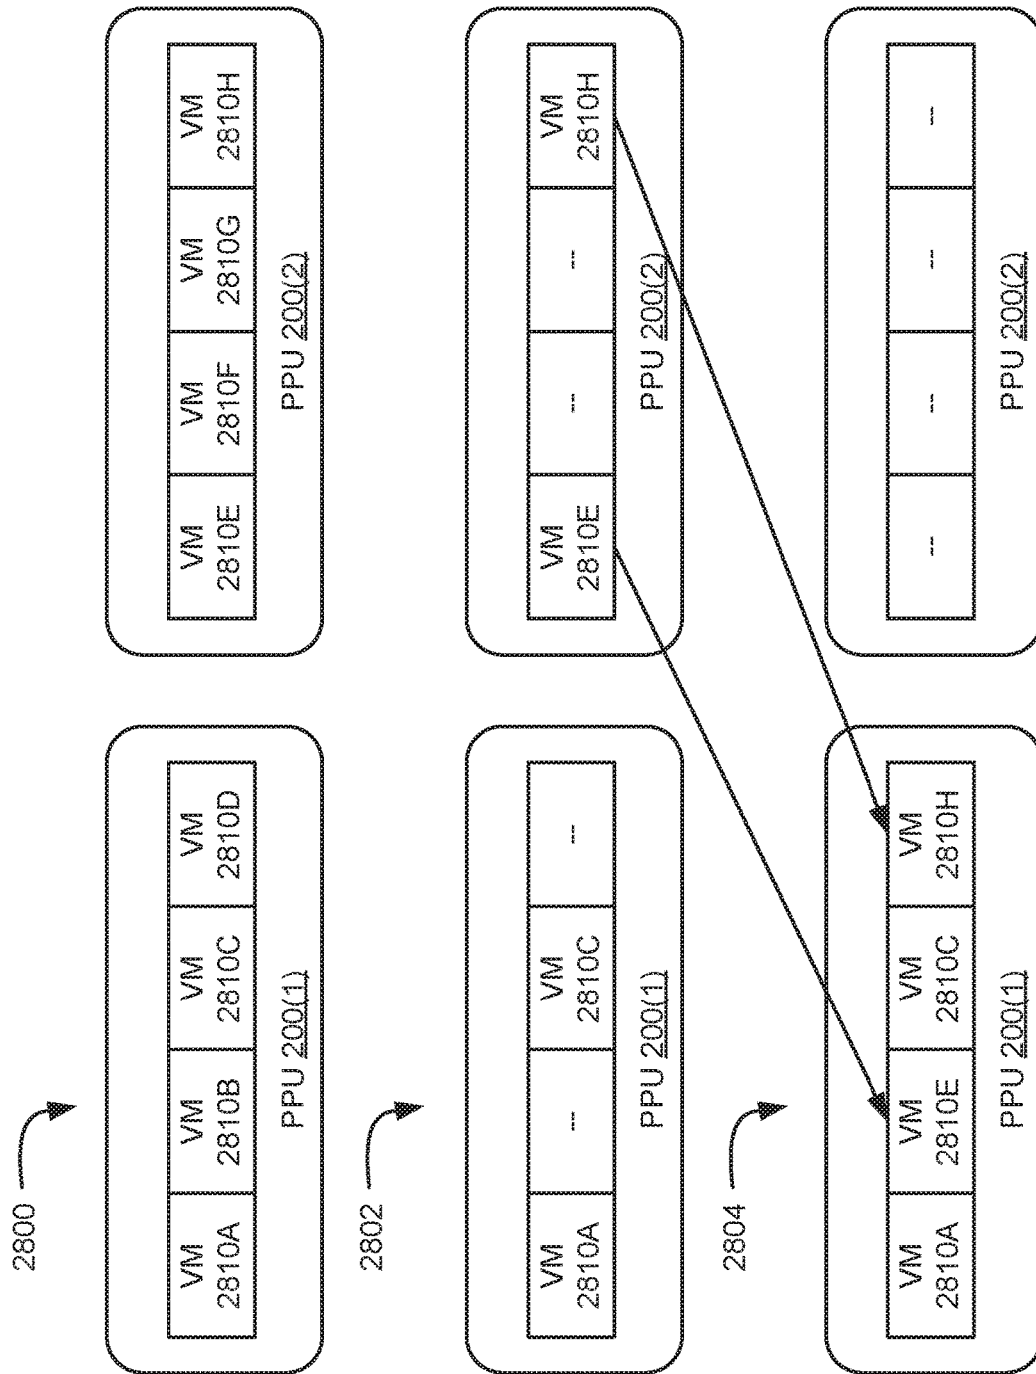 2800
VM
2810A
VM
2810B
VM
2810C
VM
2810D
PPU 200(1)
VM
2810E
VM
2810F
VM
2810G
VM
2810H
PPU 200(2)
2802
VM
2810A
--
VM
2810C
--
PPU 200(1)
VM
2810E
--
--
VM
2810H
PPU 200(2)
2804
VM
2810A
VM
2810E
VM
2810C
VM
2810H
PPU 200(1)
--
--
--
--
PPU 200(2)